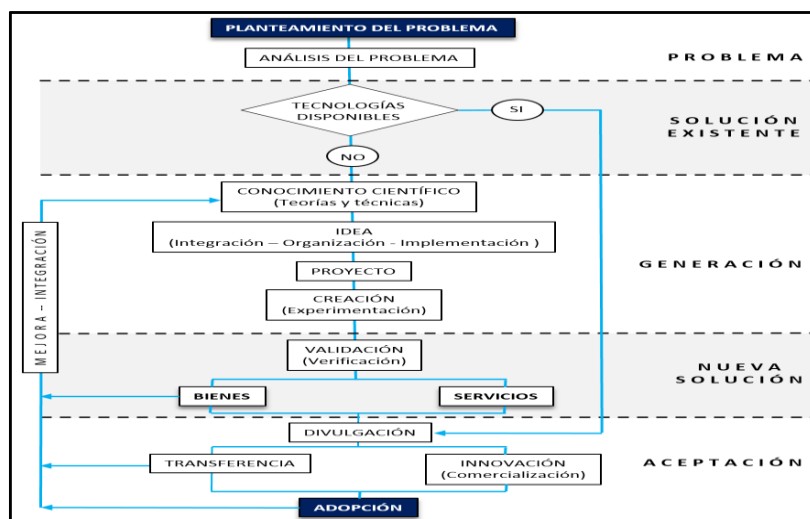 PLANTEAMIENTO DEL PROBLEMA
ANÁLISIS DEL PROBLEMA
PROBLEMA
TECNOLOGÍAS
DISPONIBLES
SI
SOLUCIÓN
EXISTENTE
NO
CONOCIMIENTO CIENTÍFICO
(Teorías y técnicas)
IDEA
(Integración – Organización - Implementación )
PROYECTO
GENERACIÓN
CREACIÓN
(Experimentación)
MEJORA – INTEGRACIÓN
VALIDACIÓN
(Verificación)
NUEVA
SOLUCIÓN
BIENES
SERVICIOS
DIVULGACIÓN
TRANSFERENCIA
INNOVACIÓN
(Comercialización)
ACEPTACIÓN
ADOPCIÓN